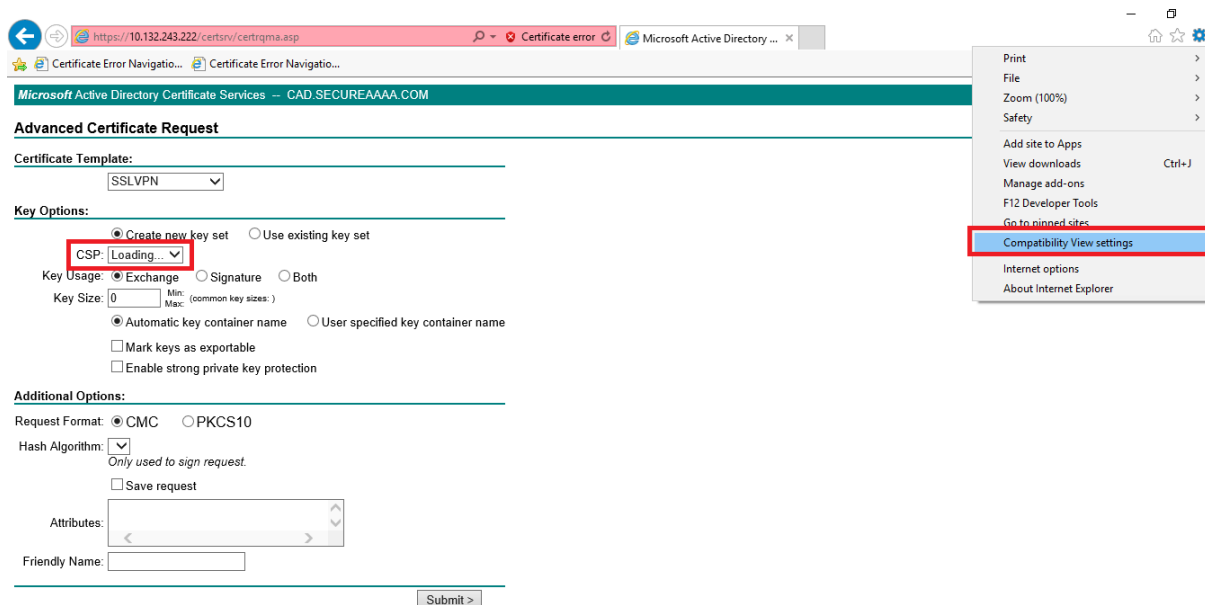 https://10.132.243.222/certsrv/certrqma.asp
Certificate error
Microsoft Active Directory ...
Certificate Error Navigatio...
Certificate Error Navigatio...
Microsoft Active Directory Certificate Services -- CAD.SECUREAAAA.COM
Advanced Certificate Request
Certificate Template:
SSLVPN
Key Options:
Create new key set Use existing key set
CSP: Loading...
Key Usage: Exchange Signature Both
Key Size: 0 Min: Max: (common key sizes: )
Automatic key container name User specified key container name
Mark keys as exportable
Enable strong private key protection
Additional Options:
Request Format: CMC PKCS10
Hash Algorithm:
Only used to sign request.
Save request
Attributes:
Friendly Name:
Submit >
Print
File
Zoom (100%)
Safety
Add site to Apps
View downloads Ctrl+J
Manage add-ons
F12 Developer Tools
Go to pinned sites
Compatibility View settings
Internet options
About Internet Explorer